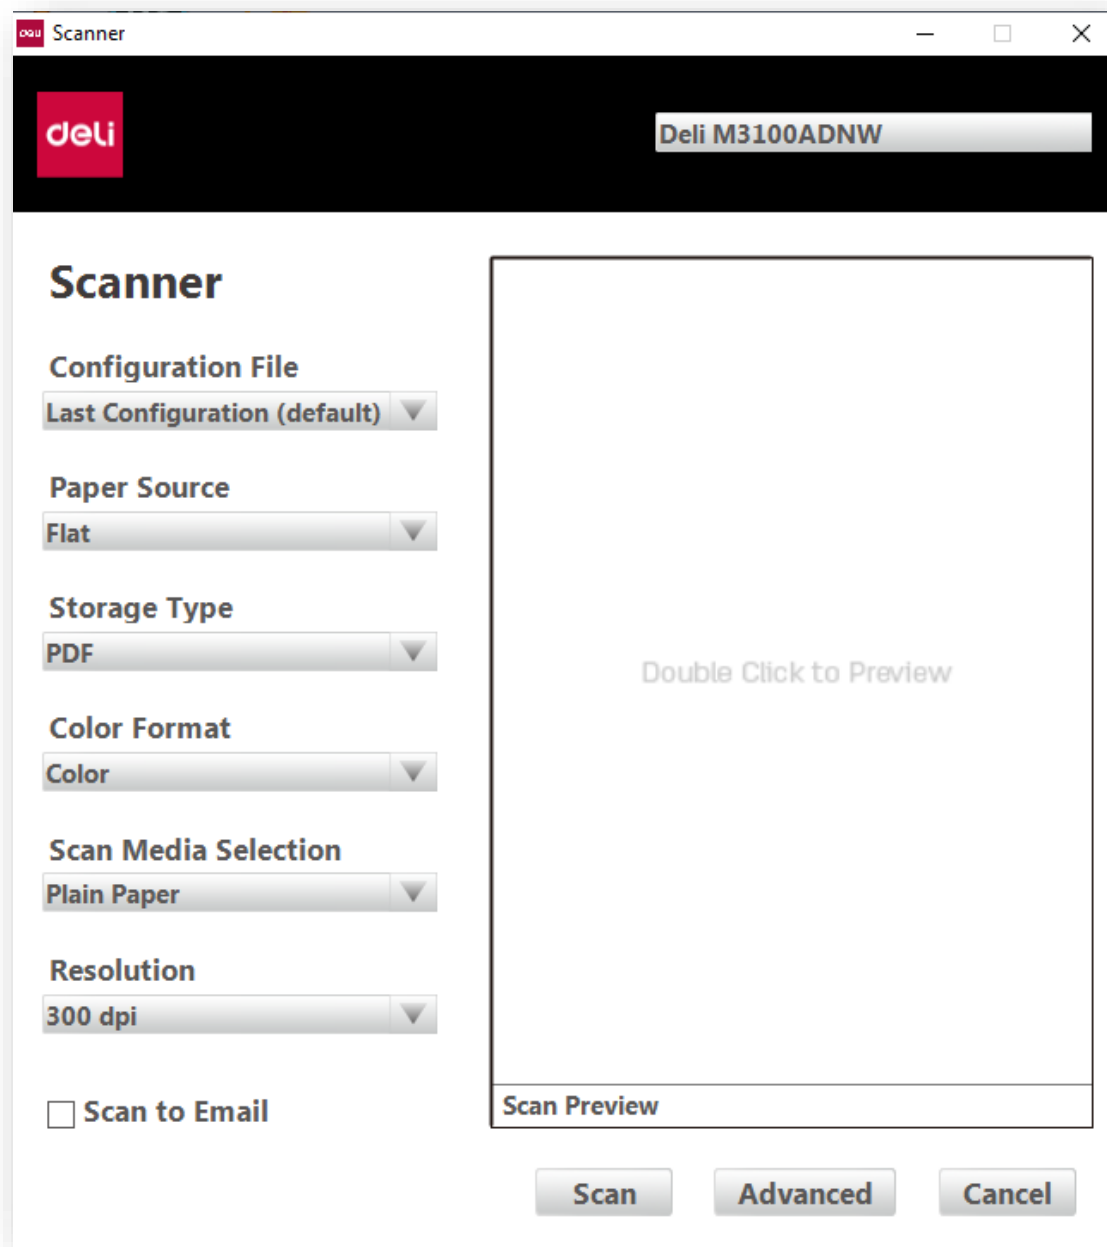 deli Scanner
deli
Deli M3100ADNW
Scanner
Configuration File
Last Configuration (default)
Paper Source
Flat
Storage Type
PDF
Color Format
Color
Scan Media Selection
Plain Paper
Resolution
300 dpi
Scan to Email
Double Click to Preview
Scan Preview
Scan Advanced Cancel